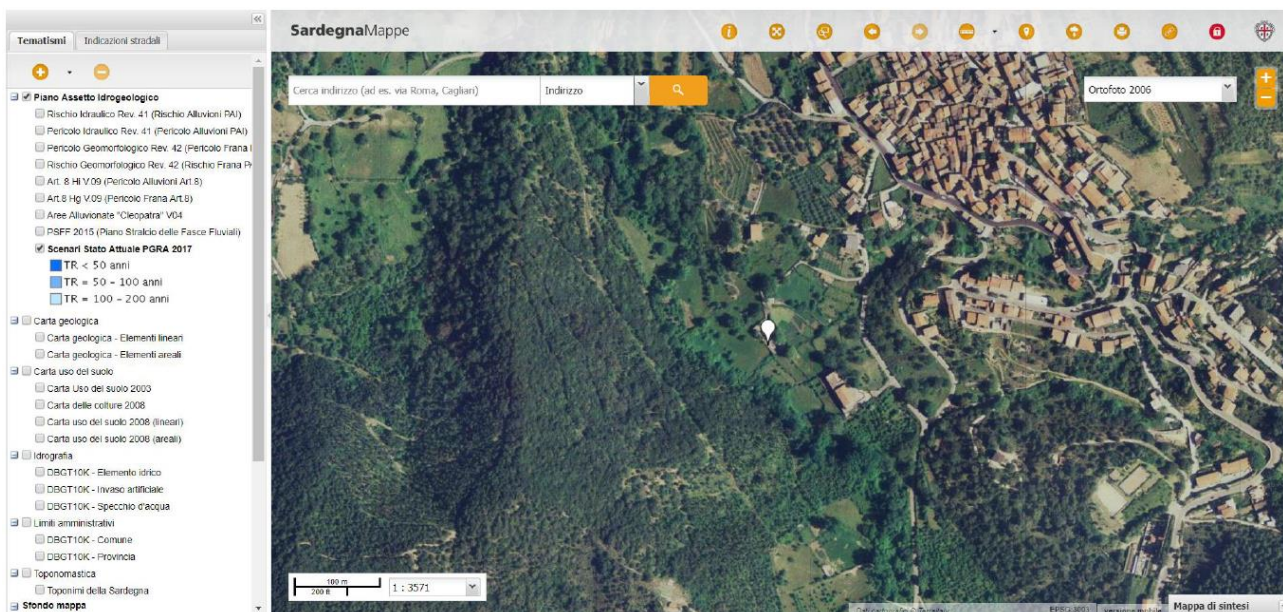 Tematismi
Indicazioni stradali
Piano Assetto Idrogeologico
Rischio Idraulico Rev. 41 (Rischio Alluvioni PAI)
Pericolo Idraulico Rev. 41 (Pericolo Alluvioni PAI)
Pericolo Geomorfologico Rev. 42 (Pericolo Frana
Rischio Geomorfologico Rev. 42 (Rischio Frana
Art. 8 Hi V.09 (Pericolo Alluvioni Art.8)
Art.8 Hg V.09 (Pericolo Frana Art.8)
Aree Alluvionate "Cleopatra" V04
PSFF 2015 (Piano Stralcio delle Fasce Fluviali)
Scenari Stato Attuale PGRA 2017
TR < 50 anni
TR = 50 - 100 anni
TR = 100 - 200 anni
Carta geologica
Carta geologica - Elementi lineari
Carta geologica - Elementi areali
Carta uso del suolo
Carta Uso del suolo 2003
Carta delle colture 2008
Carta uso del suolo 2008 (lineari)
Carta uso del suolo 2008 (areali)
Idrografia
DBGT10K - Elemento idrico
DBGT10K - Invaso artificiale
DBGT10K - Specchio d'acqua
Limiti amministrativi
DBGT10K - Comune
DBGT10K - Provincia
Toponomastica
Toponimi della Sardegna
Sfondo mappa
SardegnaMappe
Cerca indirizzo (ad es. via Roma, Cagliari)
Indirizzo
Ortofoto 2006
100 m
200 ft
1 : 3571
versione mobile
Mappa di sintesi